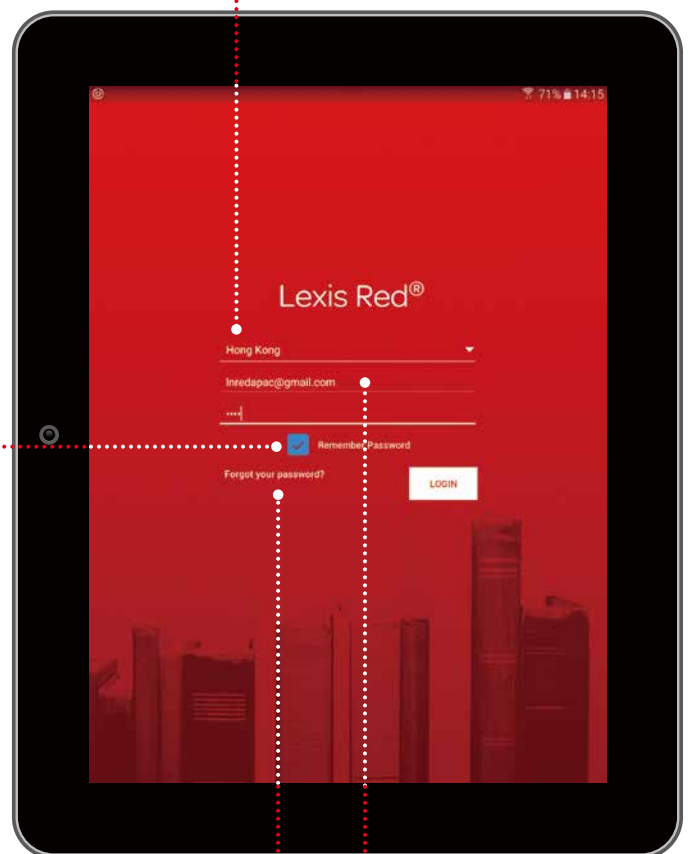 71% 14:15
Lexis Red®
Hong Kong
lnredapac@gmail.com
Remember Password
Forgot your password?
LOGIN